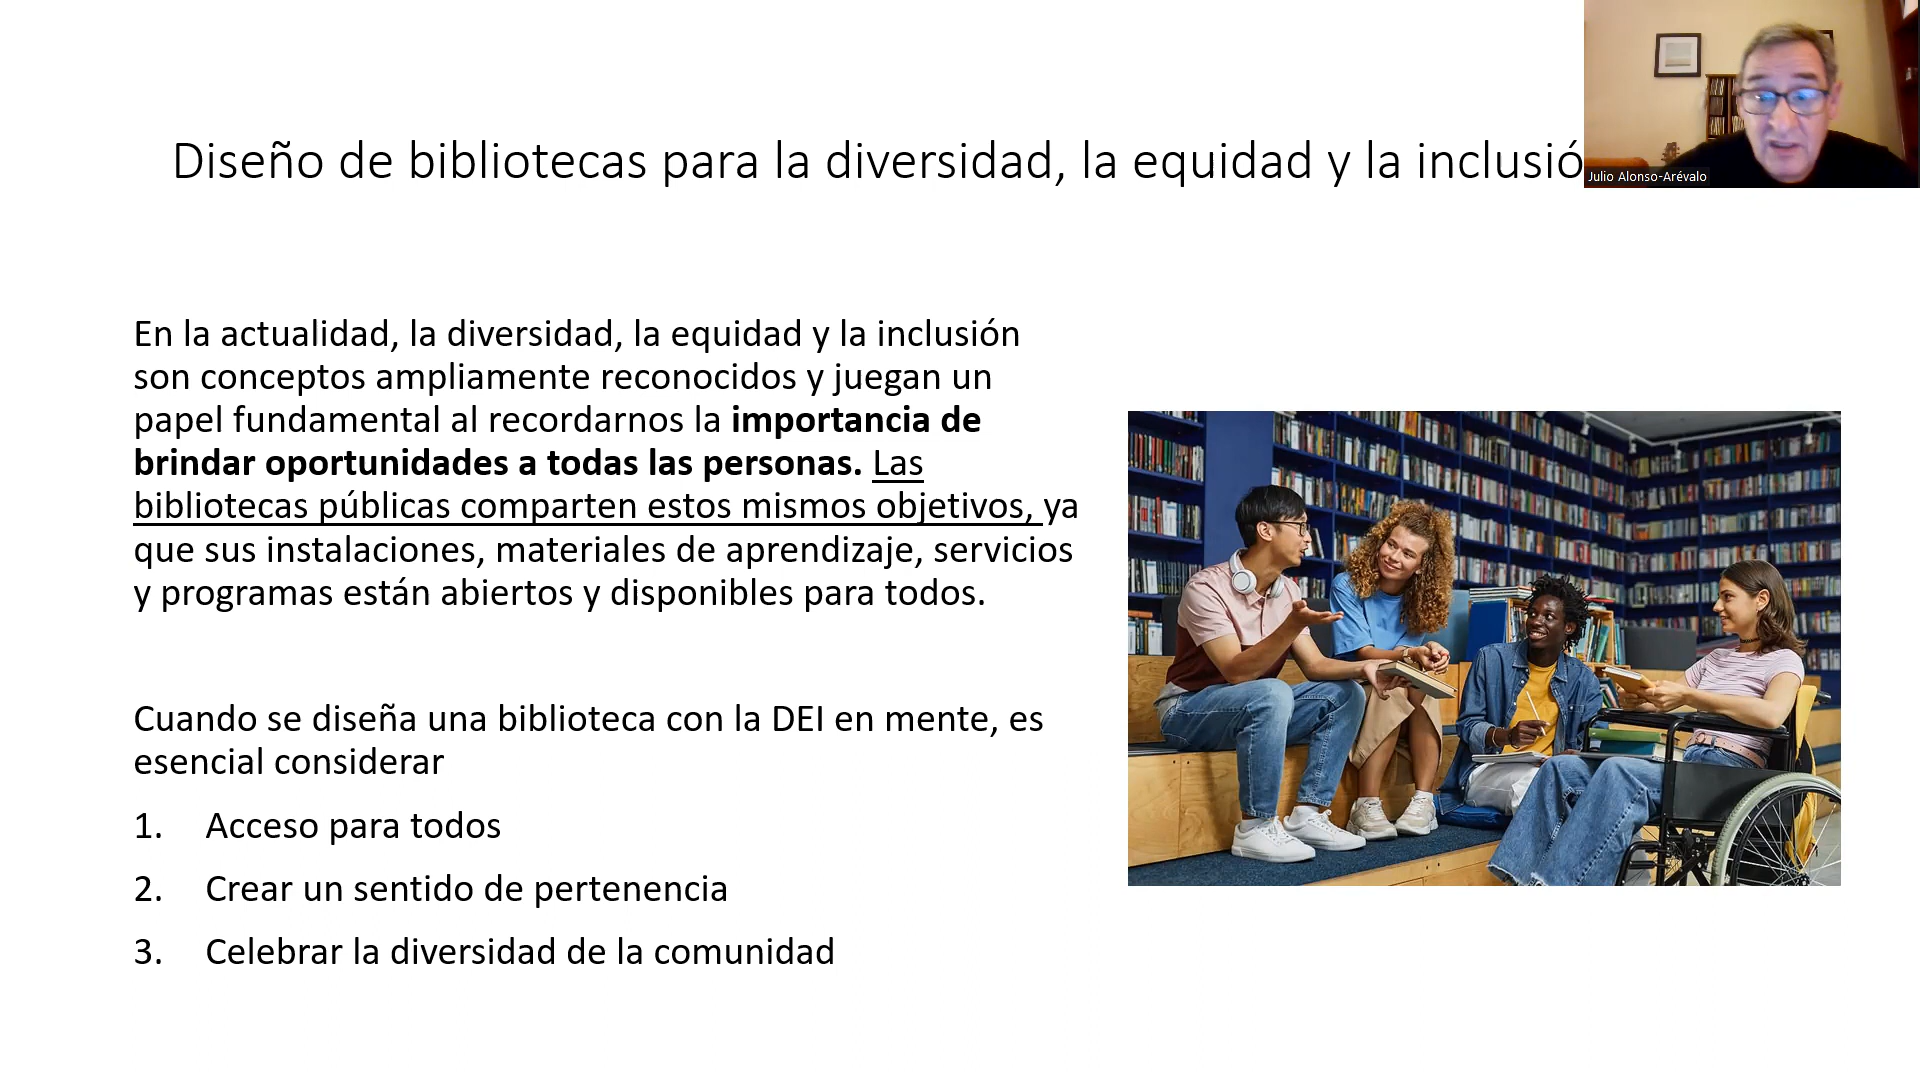 Diseño de bibliotecas para la diversidad, la equidad y la inclusió
Julio Alonso-Arévalo
En la actualidad, la diversidad, la equidad y la inclusión
son conceptos ampliamente reconocidos y juegan un
papel fundamental al recordarnos la importancia de
brindar oportunidades a todas las personas. Las
bibliotecas públicas comparten estos mismos objetivos, ya
que sus instalaciones, materiales de aprendizaje, servicios
y programas están abiertos y disponibles para todos.
Cuando se diseña una biblioteca con la DEI en mente, es
esencial considerar
1. Acceso para todos
2. Crear un sentido de pertenencia
3. Celebrar la diversidad de la comunidad